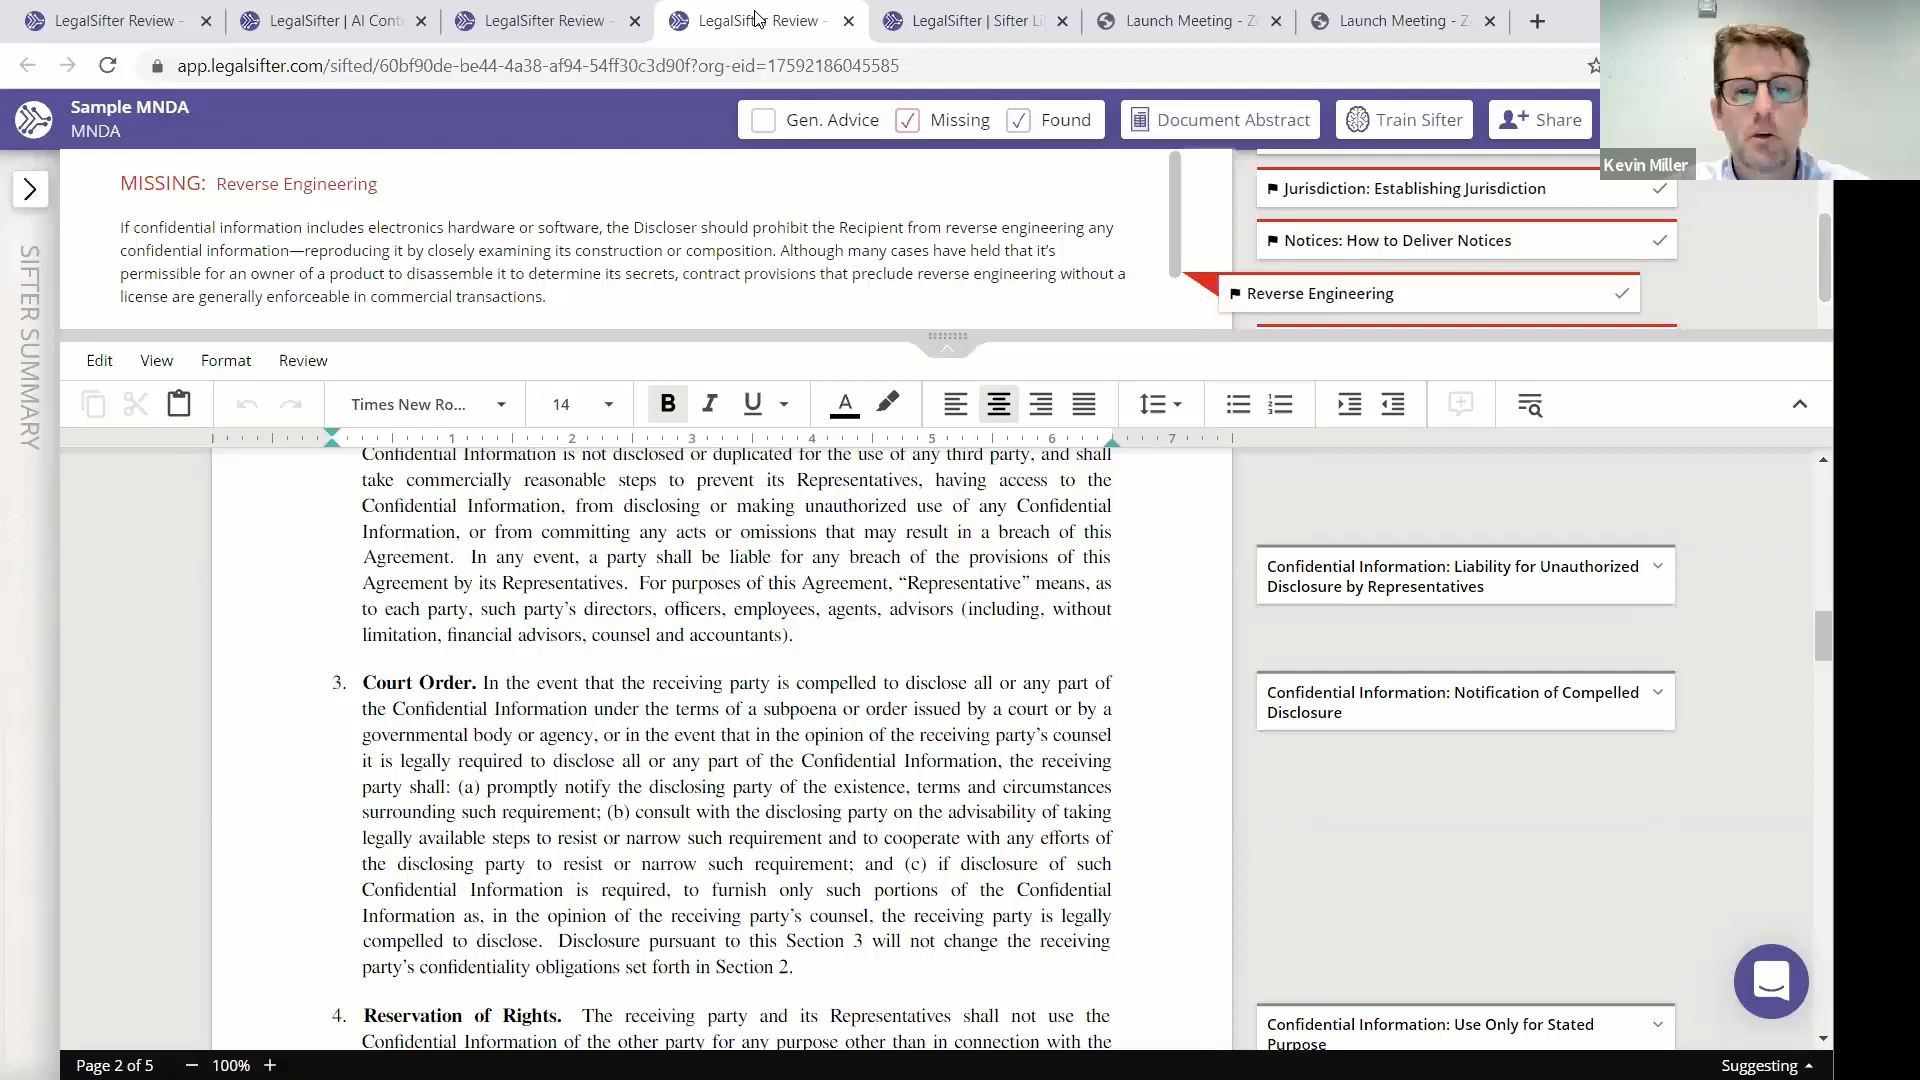 LegalSifter Review -
LegalSifter | AI Cont
LegalSifter Review -
LegalSifter Review -
LegalSifter | Sifter Li
Launch Meeting - Z
Launch Meeting - Z
app.legalsifter.com/sifted/60bf90de-be44-4a38-af94-54ff30c3d90f?org-eid=17592186045585
Sample MNDA
MNDA
Gen. Advice
Missing
Found
Document Abstract
Train Sifter
Share
Kevin Miller
SIFTER SUMMARY
MISSING: Reverse Engineering
If confidential information includes electronics hardware or software, the Discloser should prohibit the Recipient from reverse engineering any
confidential information—reproducing it by closely examining its construction or composition. Although many cases have held that it’s
permissible for an owner of a product to disassemble it to determine its secrets, contract provisions that preclude reverse engineering without a
license are generally enforceable in commercial transactions.
Jurisdiction: Establishing Jurisdiction
Notices: How to Deliver Notices
Reverse Engineering
Edit View Format Review
Times New Ro...
14
B I U A
1 2 3 4 5 6 7
Confidential Information is not disclosed or duplicated for the use of any third party, and shall
take commercially reasonable steps to prevent its Representatives, having access to the
Confidential Information, from disclosing or making unauthorized use of any Confidential
Information, or from committing any acts or omissions that may result in a breach of this
Agreement. In any event, a party shall be liable for any breach of the provisions of this
Agreement by its Representatives. For purposes of this Agreement, “Representative” means, as
to each party, such party’s directors, officers, employees, agents, advisors (including, without
limitation, financial advisors, counsel and accountants).
3. Court Order. In the event that the receiving party is compelled to disclose all or any part of
the Confidential Information under the terms of a subpoena or order issued by a court or by a
governmental body or agency, or in the event that in the opinion of the receiving party’s counsel
it is legally required to disclose all or any part of the Confidential Information, the receiving
party shall: (a) promptly notify the disclosing party of the existence, terms and circumstances
surrounding such requirement; (b) consult with the disclosing party on the advisability of taking
legally available steps to resist or narrow such requirement and to cooperate with any efforts of
the disclosing party to resist or narrow such requirement; and (c) if disclosure of such
Confidential Information is required, to furnish only such portions of the Confidential
Information as, in the opinion of the receiving party’s counsel, the receiving party is legally
compelled to disclose. Disclosure pursuant to this Section 3 will not change the receiving
party’s confidentiality obligations set forth in Section 2.
4. Reservation of Rights. The receiving party and its Representatives shall not use the
Confidential Information of the other party for any purpose other than in connection with the
Confidential Information: Liability for Unauthorized
Disclosure by Representatives
Confidential Information: Notification of Compelled
Disclosure
Confidential Information: Use Only for Stated
Purpose
Page 2 of 5
100%
Suggesting